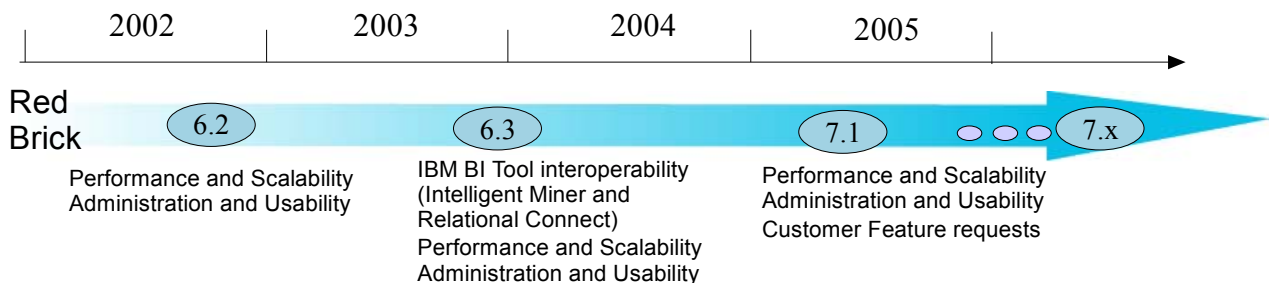 2002 2003 2004 2005
Red
Brick
6.2 6.3 7.1 7.x
Performance and Scalability
Administration and Usability
IBM BI Tool interoperability
(Intelligent Miner and
Relational Connect)
Performance and Scalability
Administration and Usability
Performance and Scalability
Administration and Usability
Customer Feature requests